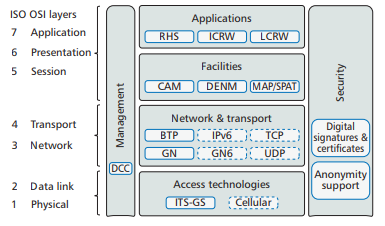 ISO OSI layers
7 Application
6 Presentation
5 Session
4 Transport
3 Network
2 Data link
1 Physical
Management
DCC
Applications
RHS ICRW LCRW
Facilities
CAM DENM MAP/SPAT
Network & transport
BTP IPv6 TCP
GN GN6 UDP
Access technologies
ITS-GS Cellular
Security
Digital
signatures &
certificates
Anonymity
support